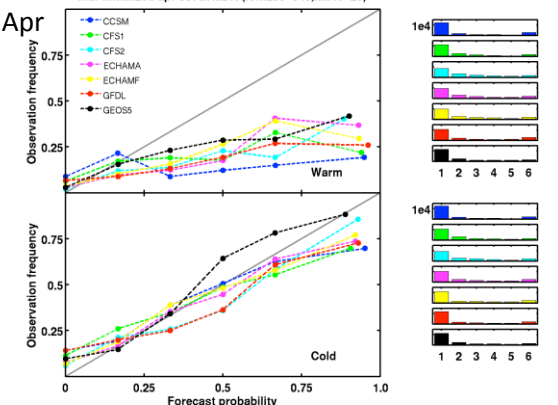 Apr
CCSM
CFS1
CFS2
ECHAMA
ECHAMF
GFDL
GEOS5
Observation frequency
0.75
0.5
0.25
Warm
Observation frequency
0.75
0.5
0.25
Cold
0 0.25 0.5 0.75 1.0
Forecast probability
1e4
1 2 3 4 5 6
1e4
1 2 3 4 5 6